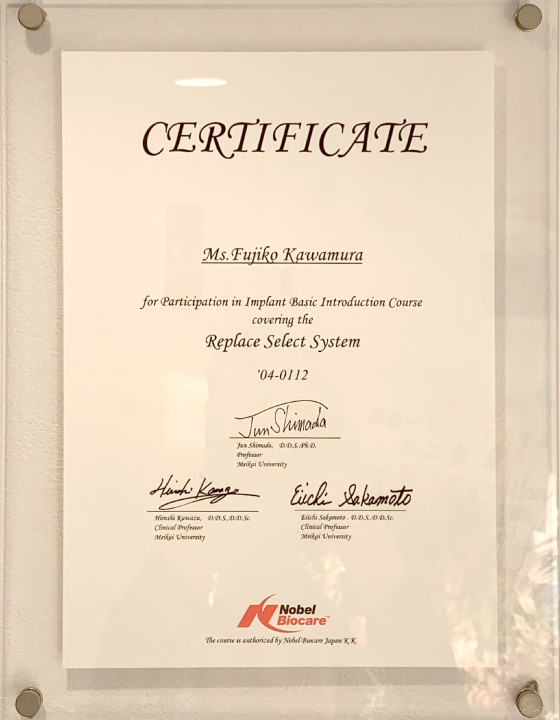 CERTIFICATE
Ms.Fujiko Kawamura
for Participation in Implant Basic Introduction Course
covering the
Replace Select System
'04-0112
Jun Shimada
Jun Shimada, D.D.S.,Ph.D.
Professor
Meikai University
Hiroshi Kawazu, D.D.S.,D.D.Sc.
Clinical Professor
Meikai University
Eiichi Sakamoto
Eiichi Sakamoto, D.D.S.,D.D.Sc.
Clinical Professor
Meikai University
Nobel
Biocare™
The course is authorized by Nobel Biocare Japan K.K.